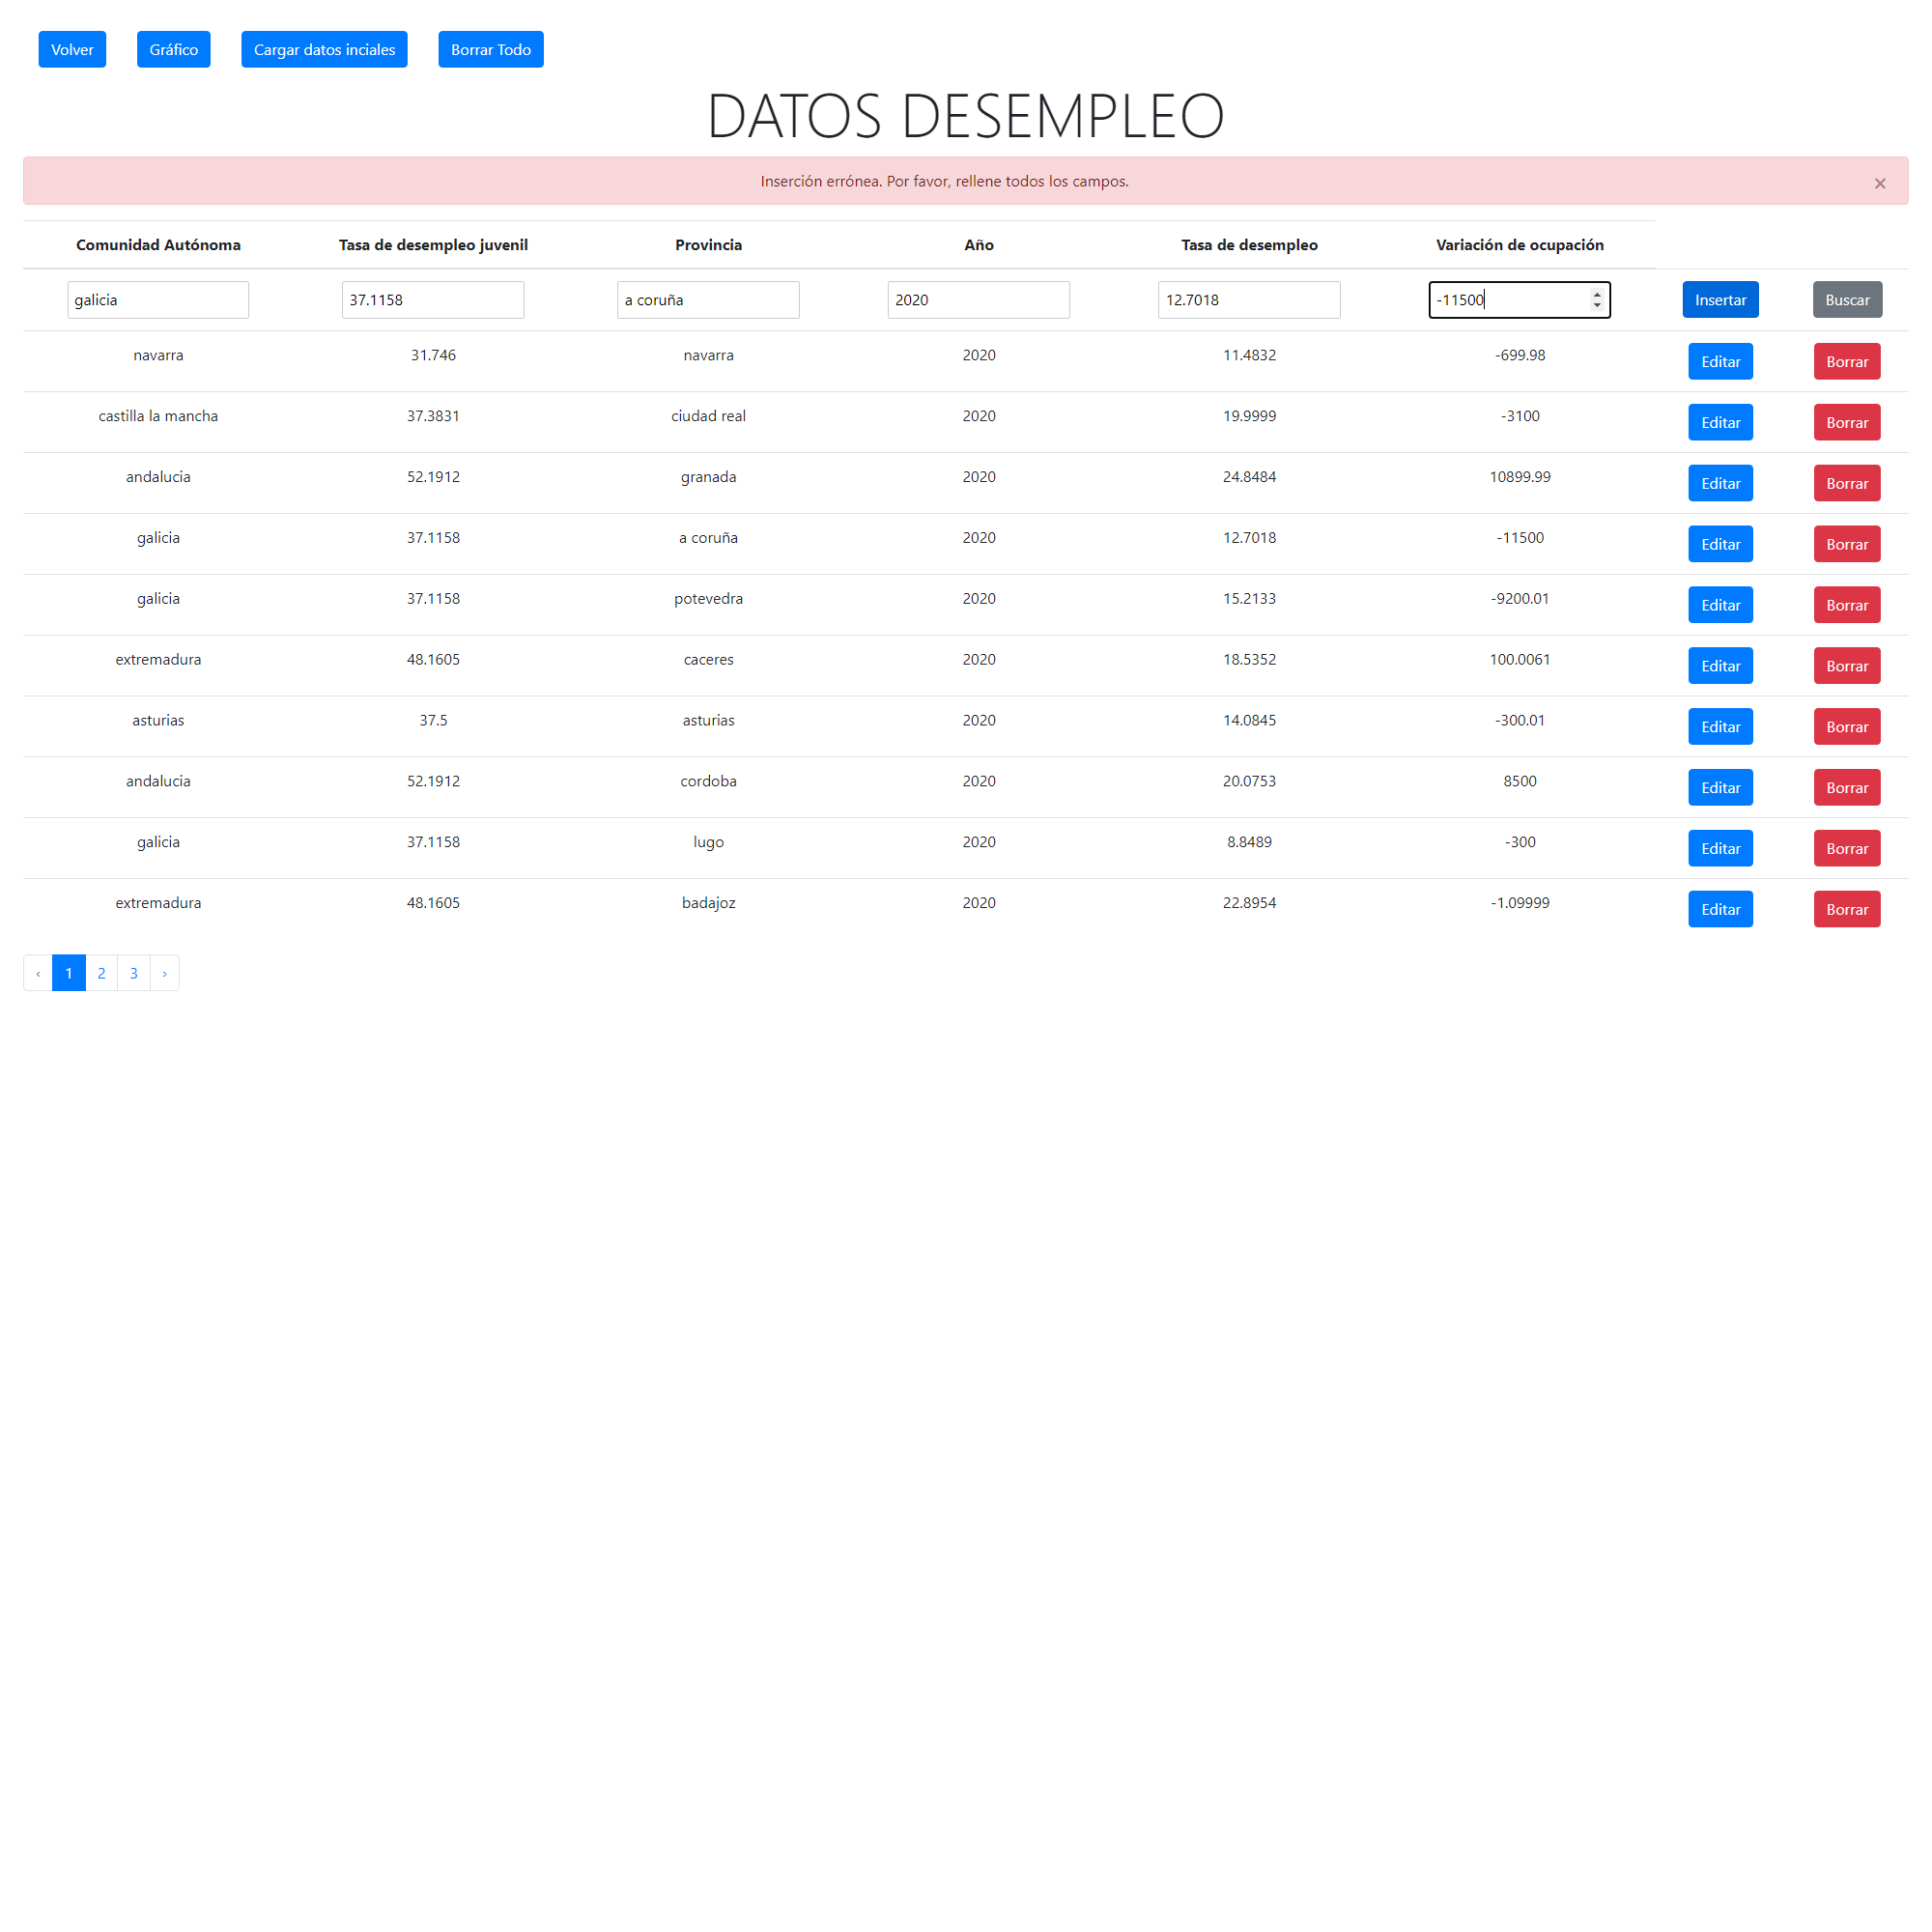 Volver Gráfico Cargar datos inciales Borrar Todo
DATOS DESEMPLEO
Inserción errónea. Por favor, rellene todos los campos. ×
Comunidad Autónoma Tasa de desempleo juvenil Provincia Año Tasa de desempleo Variación de ocupación
galicia 37.1158 a coruña 2020 12.7018 -11500 Insertar Buscar
navarra 31.746 navarra 2020 11.4832 -699.98 Editar Borrar
castilla la mancha 37.3831 ciudad real 2020 19.9999 -3100 Editar Borrar
andalucia 52.1912 granada 2020 24.8484 10899.99 Editar Borrar
galicia 37.1158 a coruña 2020 12.7018 -11500 Editar Borrar
galicia 37.1158 potevedra 2020 15.2133 -9200.01 Editar Borrar
extremadura 48.1605 caceres 2020 18.5352 100.0061 Editar Borrar
asturias 37.5 asturias 2020 14.0845 -300.01 Editar Borrar
andalucia 52.1912 cordoba 2020 20.0753 8500 Editar Borrar
galicia 37.1158 lugo 2020 8.8489 -300 Editar Borrar
extremadura 48.1605 badajoz 2020 22.8954 -1.09999 Editar Borrar
‹ 1 2 3 ›